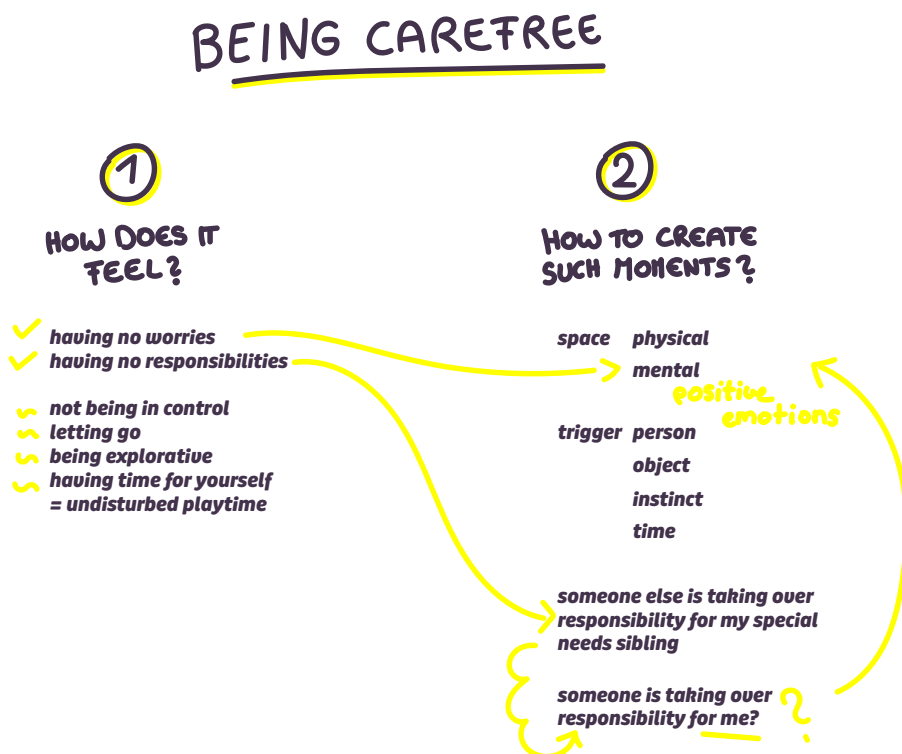 BEING CAREFREE
1
HOW DOES IT
FEEL?
having no worries
having no responsibilities
not being in control
letting go
being explorative
having time for yourself
= undisturbed playtime
2
HOW TO CREATE
SUCH MOMENTS?
space physical
mental
positive
emotions
trigger person
object
instinct
time
someone else is taking over
responsibility for my special
needs sibling
someone is taking over
responsibility for me?
?